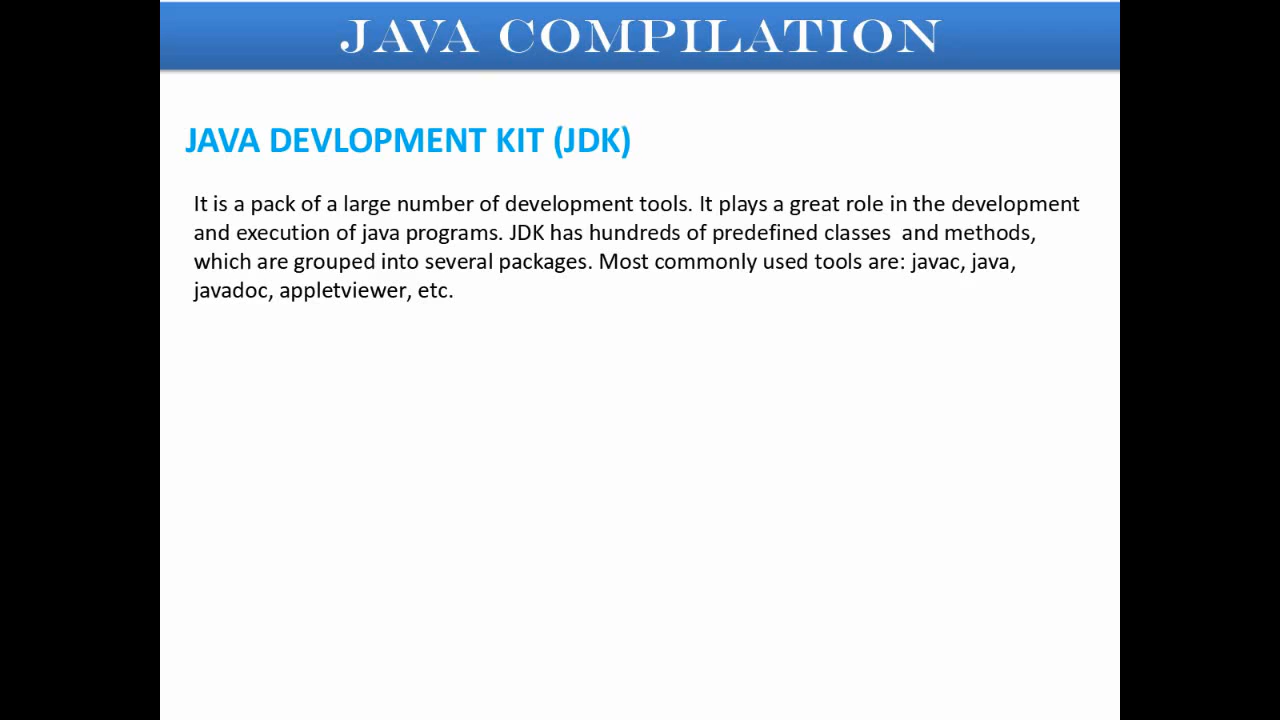 JAVA COMPILATION
JAVA DEVLOPMENT KIT (JDK)
It is a pack of a large number of development tools. It plays a great role in the development
and execution of java programs. JDK has hundreds of predefined classes  and methods,
which are grouped into several packages. Most commonly used tools are: javac, java,
javadoc, appletviewer, etc.